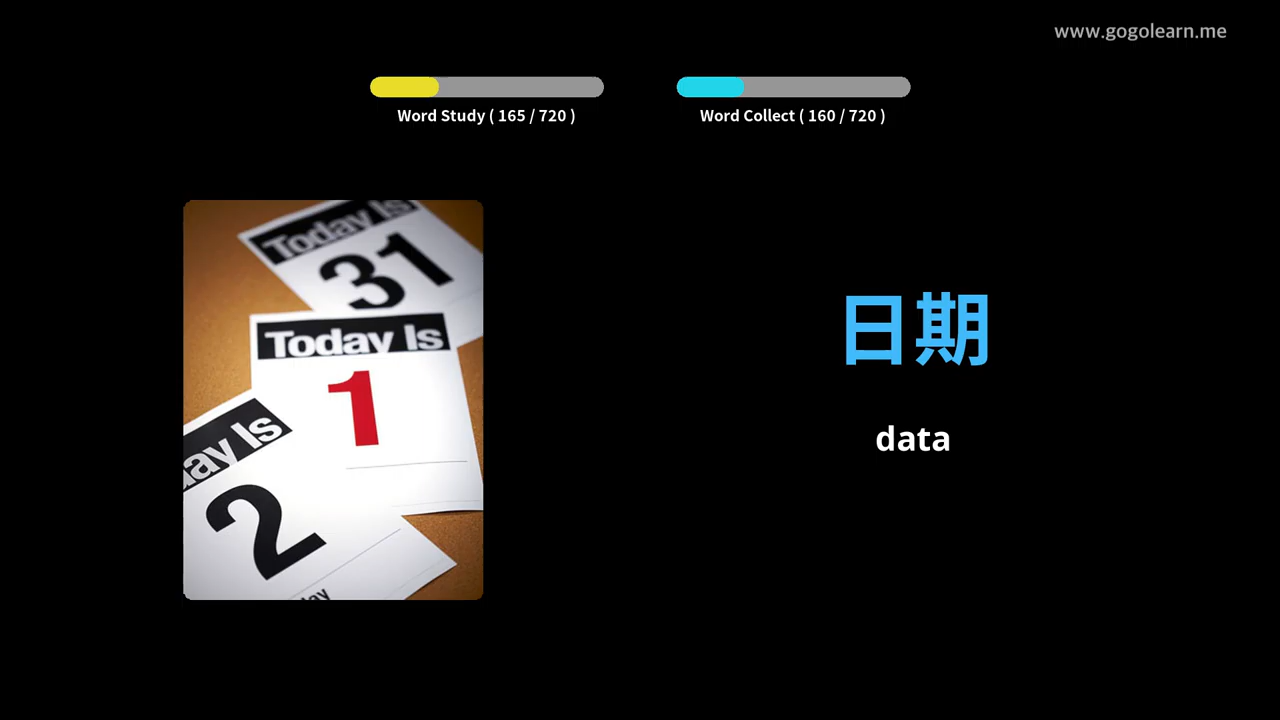 www.gogolearn.me
Word Study ( 165 / 720 )
Word Collect ( 160 / 720 )
Today Is
31
Today Is
1
ay Is
2
日期
data